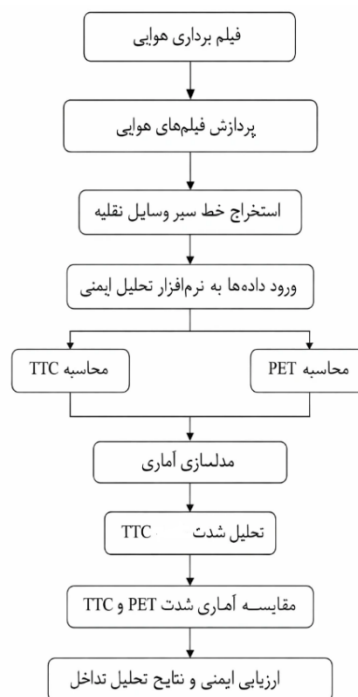 فیلم برداری هوایی
پردازش فیلم‌های هوایی
استخراج خط سیر وسایل نقلیه
ورود داده‌ها به نرم‌افزار تحلیل ایمنی
محاسبه PET
محاسبه TTC
مدلسازی آماری
تحلیل شدت TTC
مقایسه آماری شدت PET و TTC
ارزیابی ایمنی و نتایج تحلیل تداخل